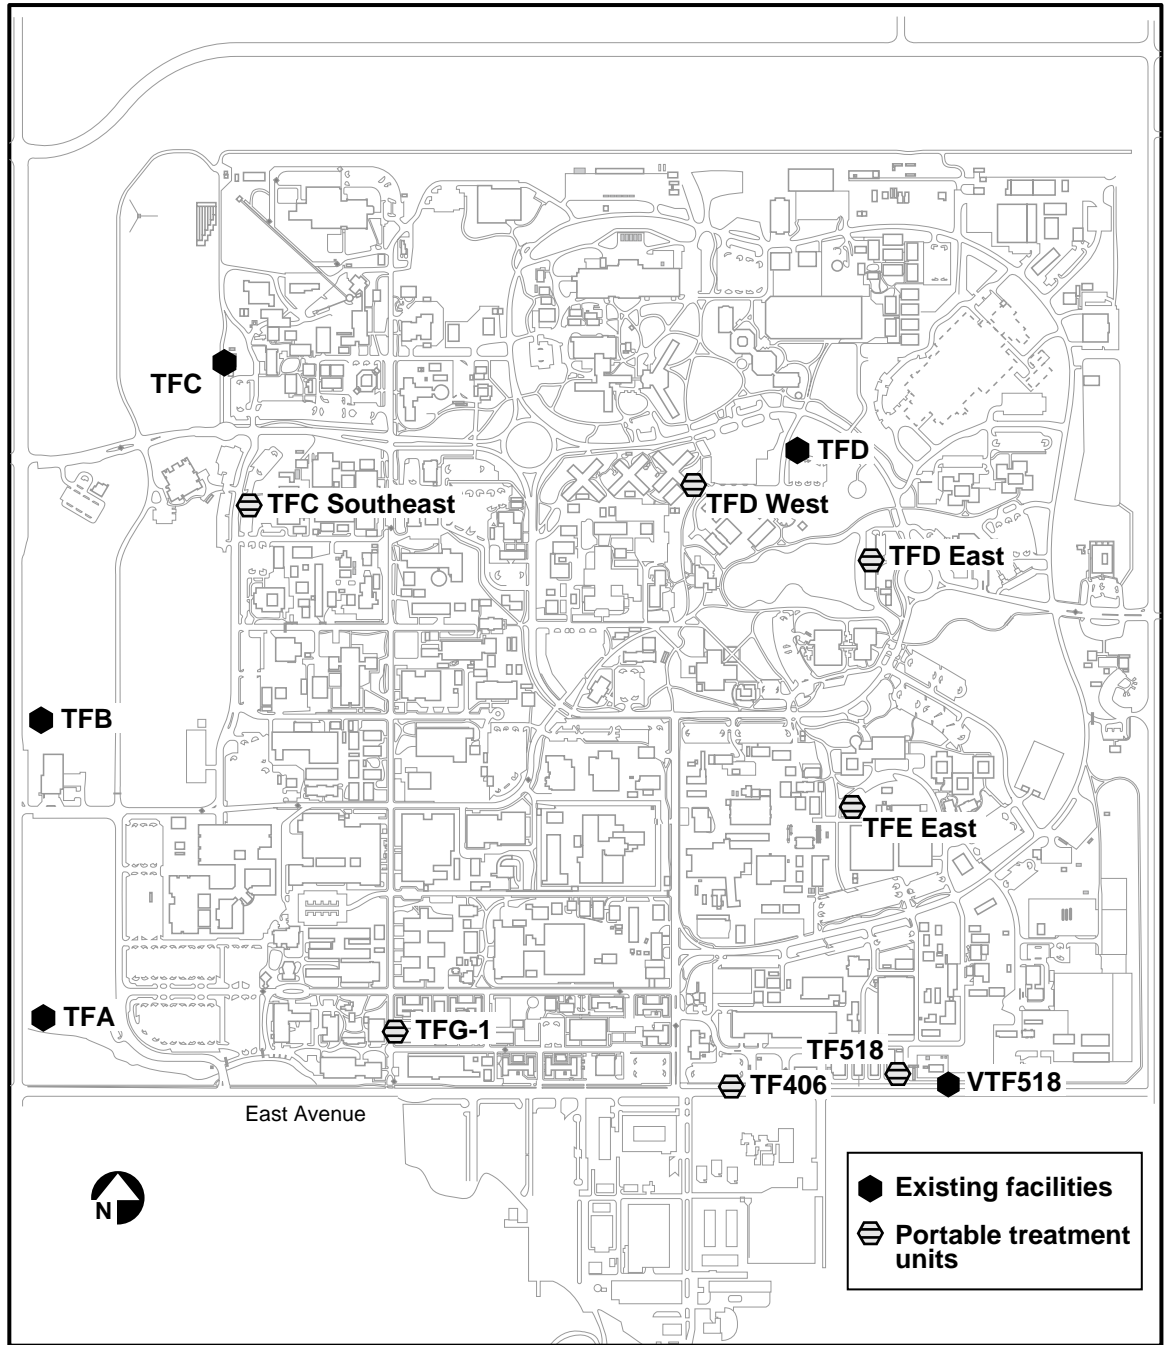 TFC
TFD
TFD West
TFC Southeast
TFD East
TFB
TFE East
TFA
TFG-1
TF518
TF406
VTF518
East Avenue
N
Existing facilities
Portable treatment
units